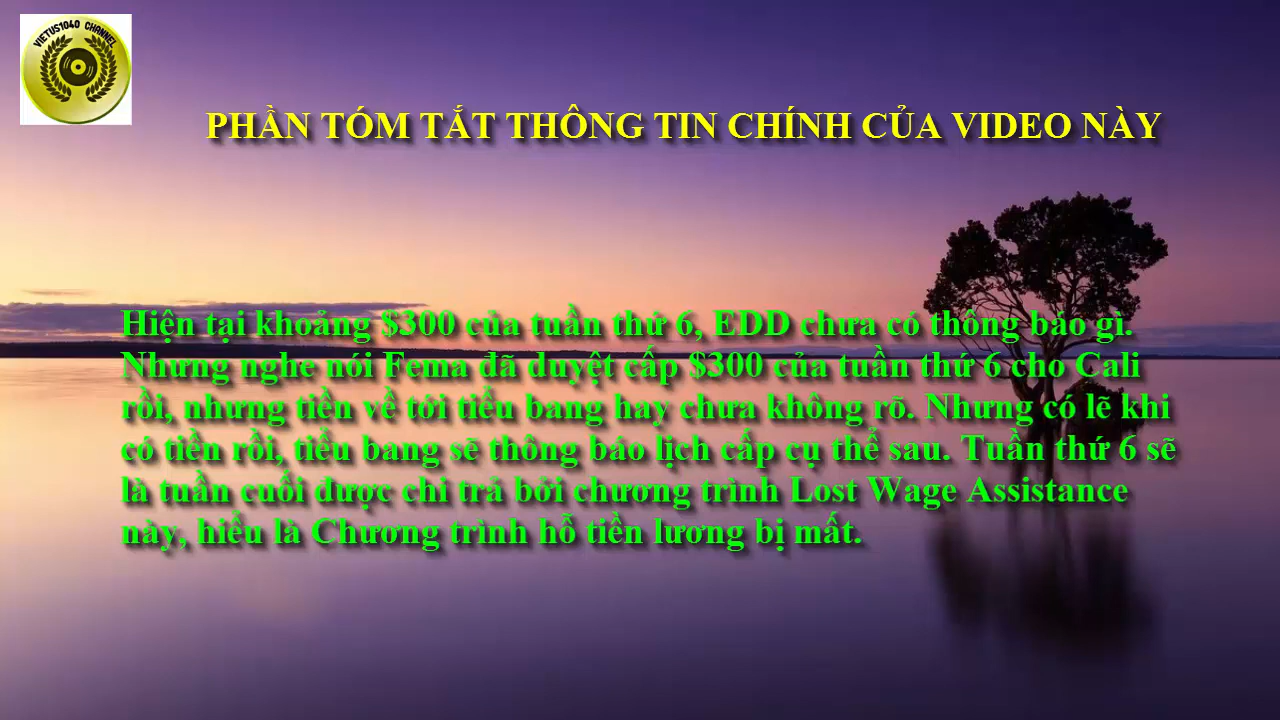 VIETUS1040 CHANNEL
PHẦN TÓM TẮT THÔNG TIN CHÍNH CỦA VIDEO NÀY
Hiện tại khoảng $300 của tuần thứ 6, EDD chưa có thông báo gì.
Nhưng nghe nói Fema đã duyệt cấp $300 của tuần thứ 6 cho Cali
rồi, nhưng tiền về tới tiểu bang hay chưa không rõ. Nhưng có lẽ khi
có tiền rồi, tiểu bang sẽ thông báo lịch cấp cụ thể sau. Tuần thứ 6 sẽ
là tuần cuối được chi trả bởi chương trình Lost Wage Assistance
này, hiểu là Chương trình hỗ tiền lương bị mất.